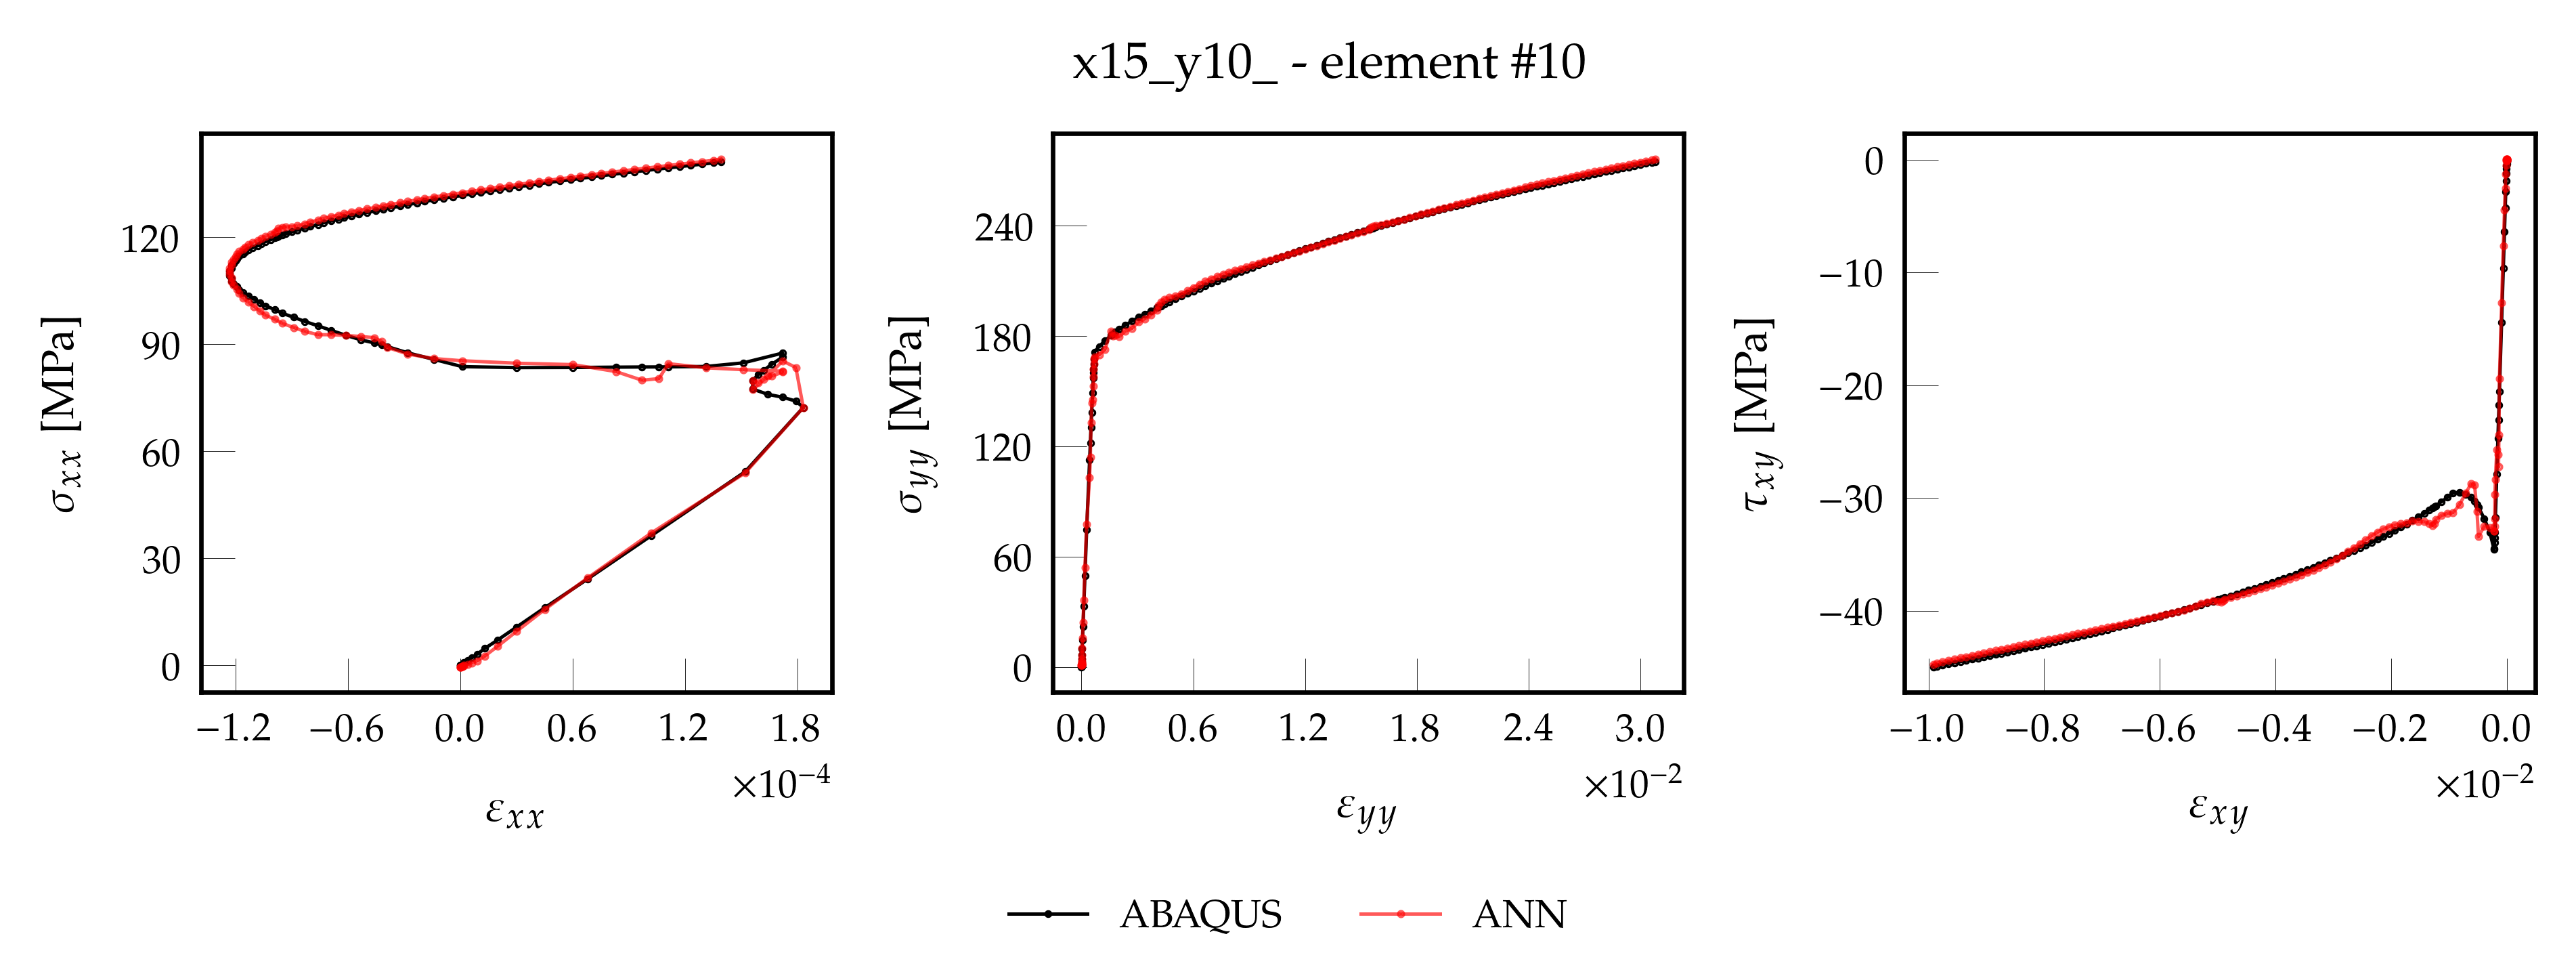 x15_y10_ - element #10
σxx [MPa]
120
90
60
30
0
−1.2 −0.6 0.0 0.6 1.2 1.8
×10−4
εxx
σyy [MPa]
240
180
120
60
0
0.0 0.6 1.2 1.8 2.4 3.0
×10−2
εyy
τxy [MPa]
0
−10
−20
−30
−40
−1.0 −0.8 −0.6 −0.4 −0.2 0.0
×10−2
εxy
ABAQUS ANN